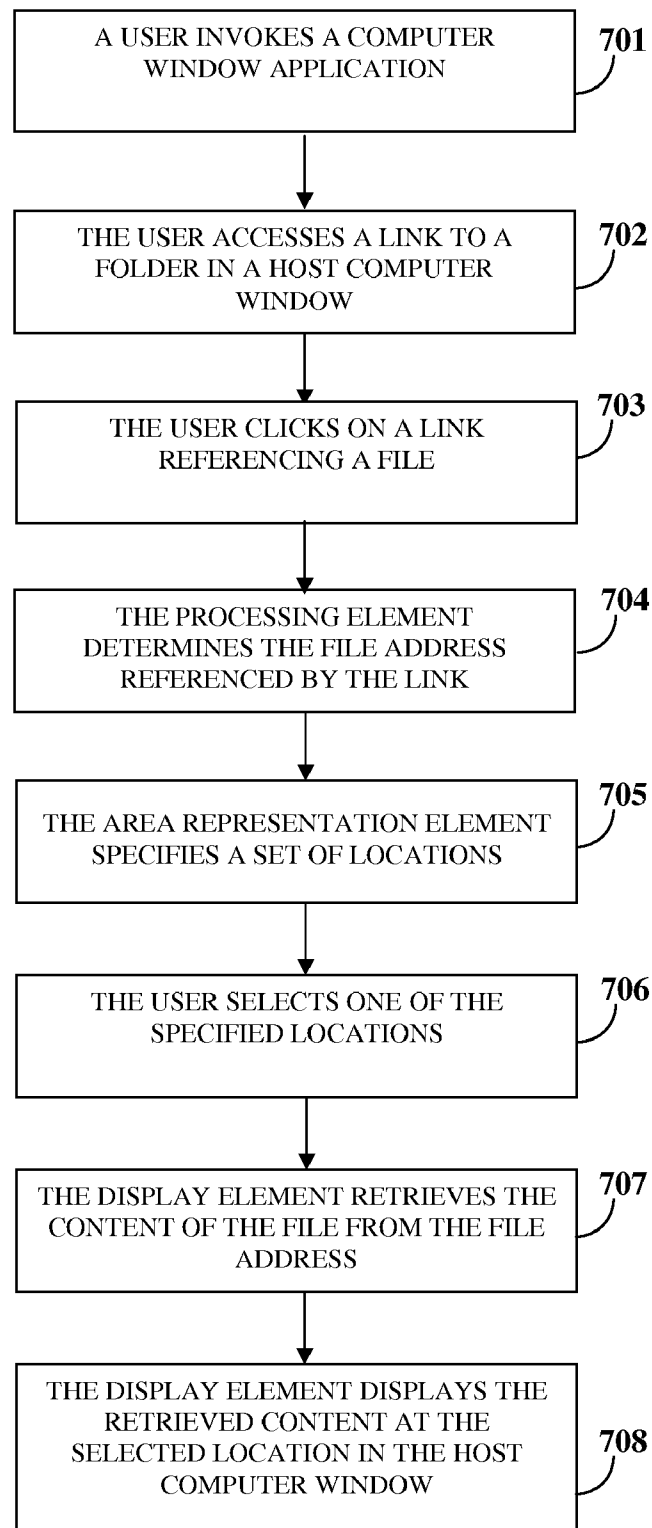 A USER INVOKES A COMPUTER
WINDOW APPLICATION
701
THE USER ACCESSES A LINK TO A
FOLDER IN A HOST COMPUTER
WINDOW
702
THE USER CLICKS ON A LINK
REFERENCING A FILE
703
THE PROCESSING ELEMENT
DETERMINES THE FILE ADDRESS
REFERENCED BY THE LINK
704
THE AREA REPRESENTATION ELEMENT
SPECIFIES A SET OF LOCATIONS
705
THE USER SELECTS ONE OF THE
SPECIFIED LOCATIONS
706
THE DISPLAY ELEMENT RETRIEVES THE
CONTENT OF THE FILE FROM THE FILE
ADDRESS
707
THE DISPLAY ELEMENT DISPLAYS THE
RETRIEVED CONTENT AT THE
SELECTED LOCATION IN THE HOST
COMPUTER WINDOW
708